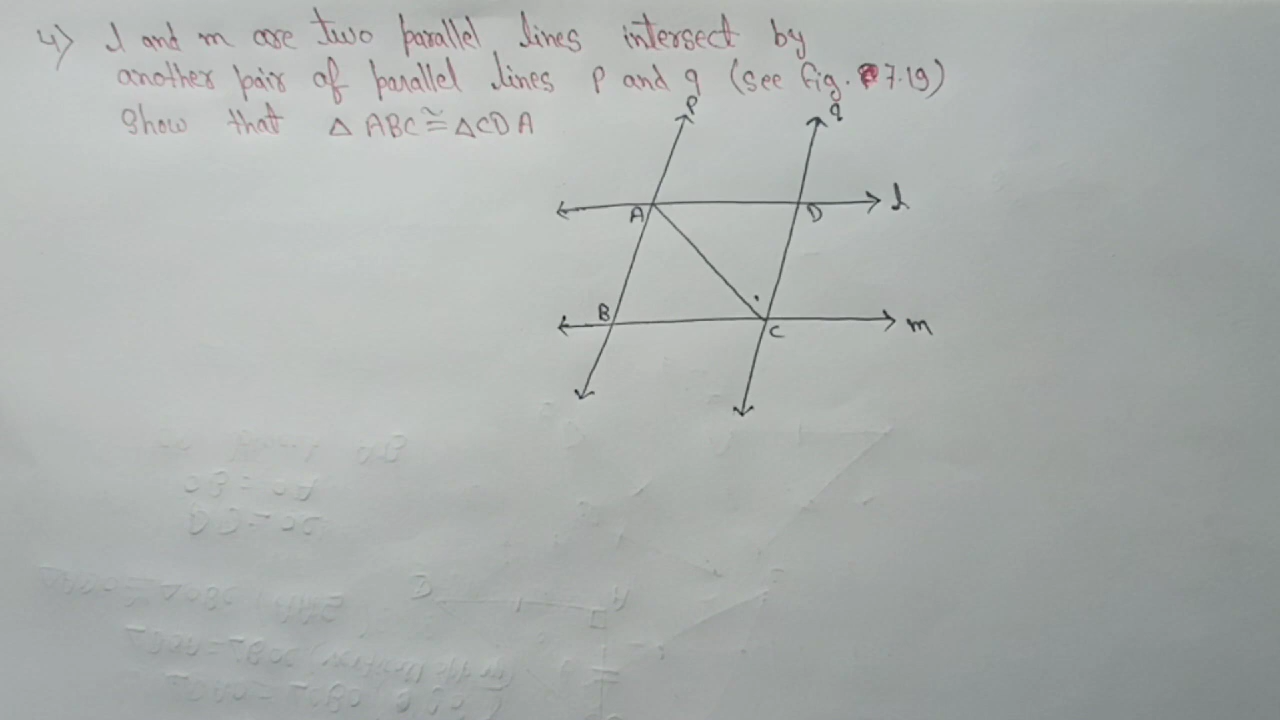 4) l and m are two parallel lines intersect by
another pair of parallel lines p and q (see fig. 7.19)
Show that △ ABC ≅ △CDA
p
q
A
D
l
B
C
m